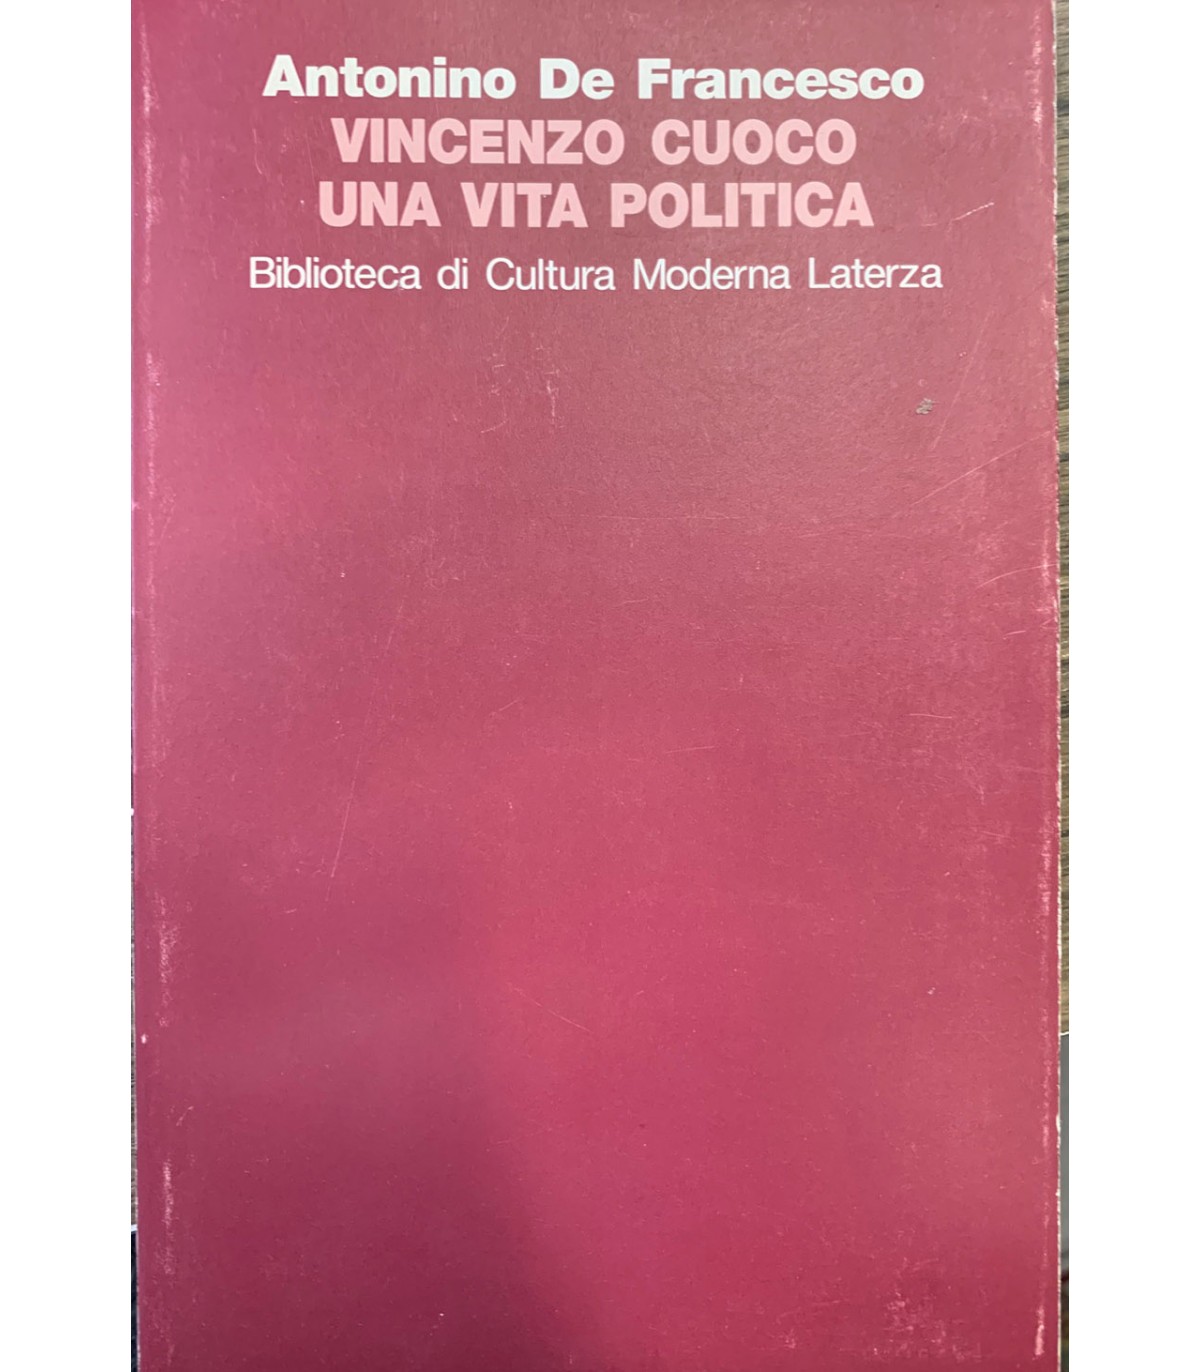 Antonino De Francesco
VINCENZO CUOCO
UNA VITA POLITICA
Biblioteca di Cultura Moderna Laterza